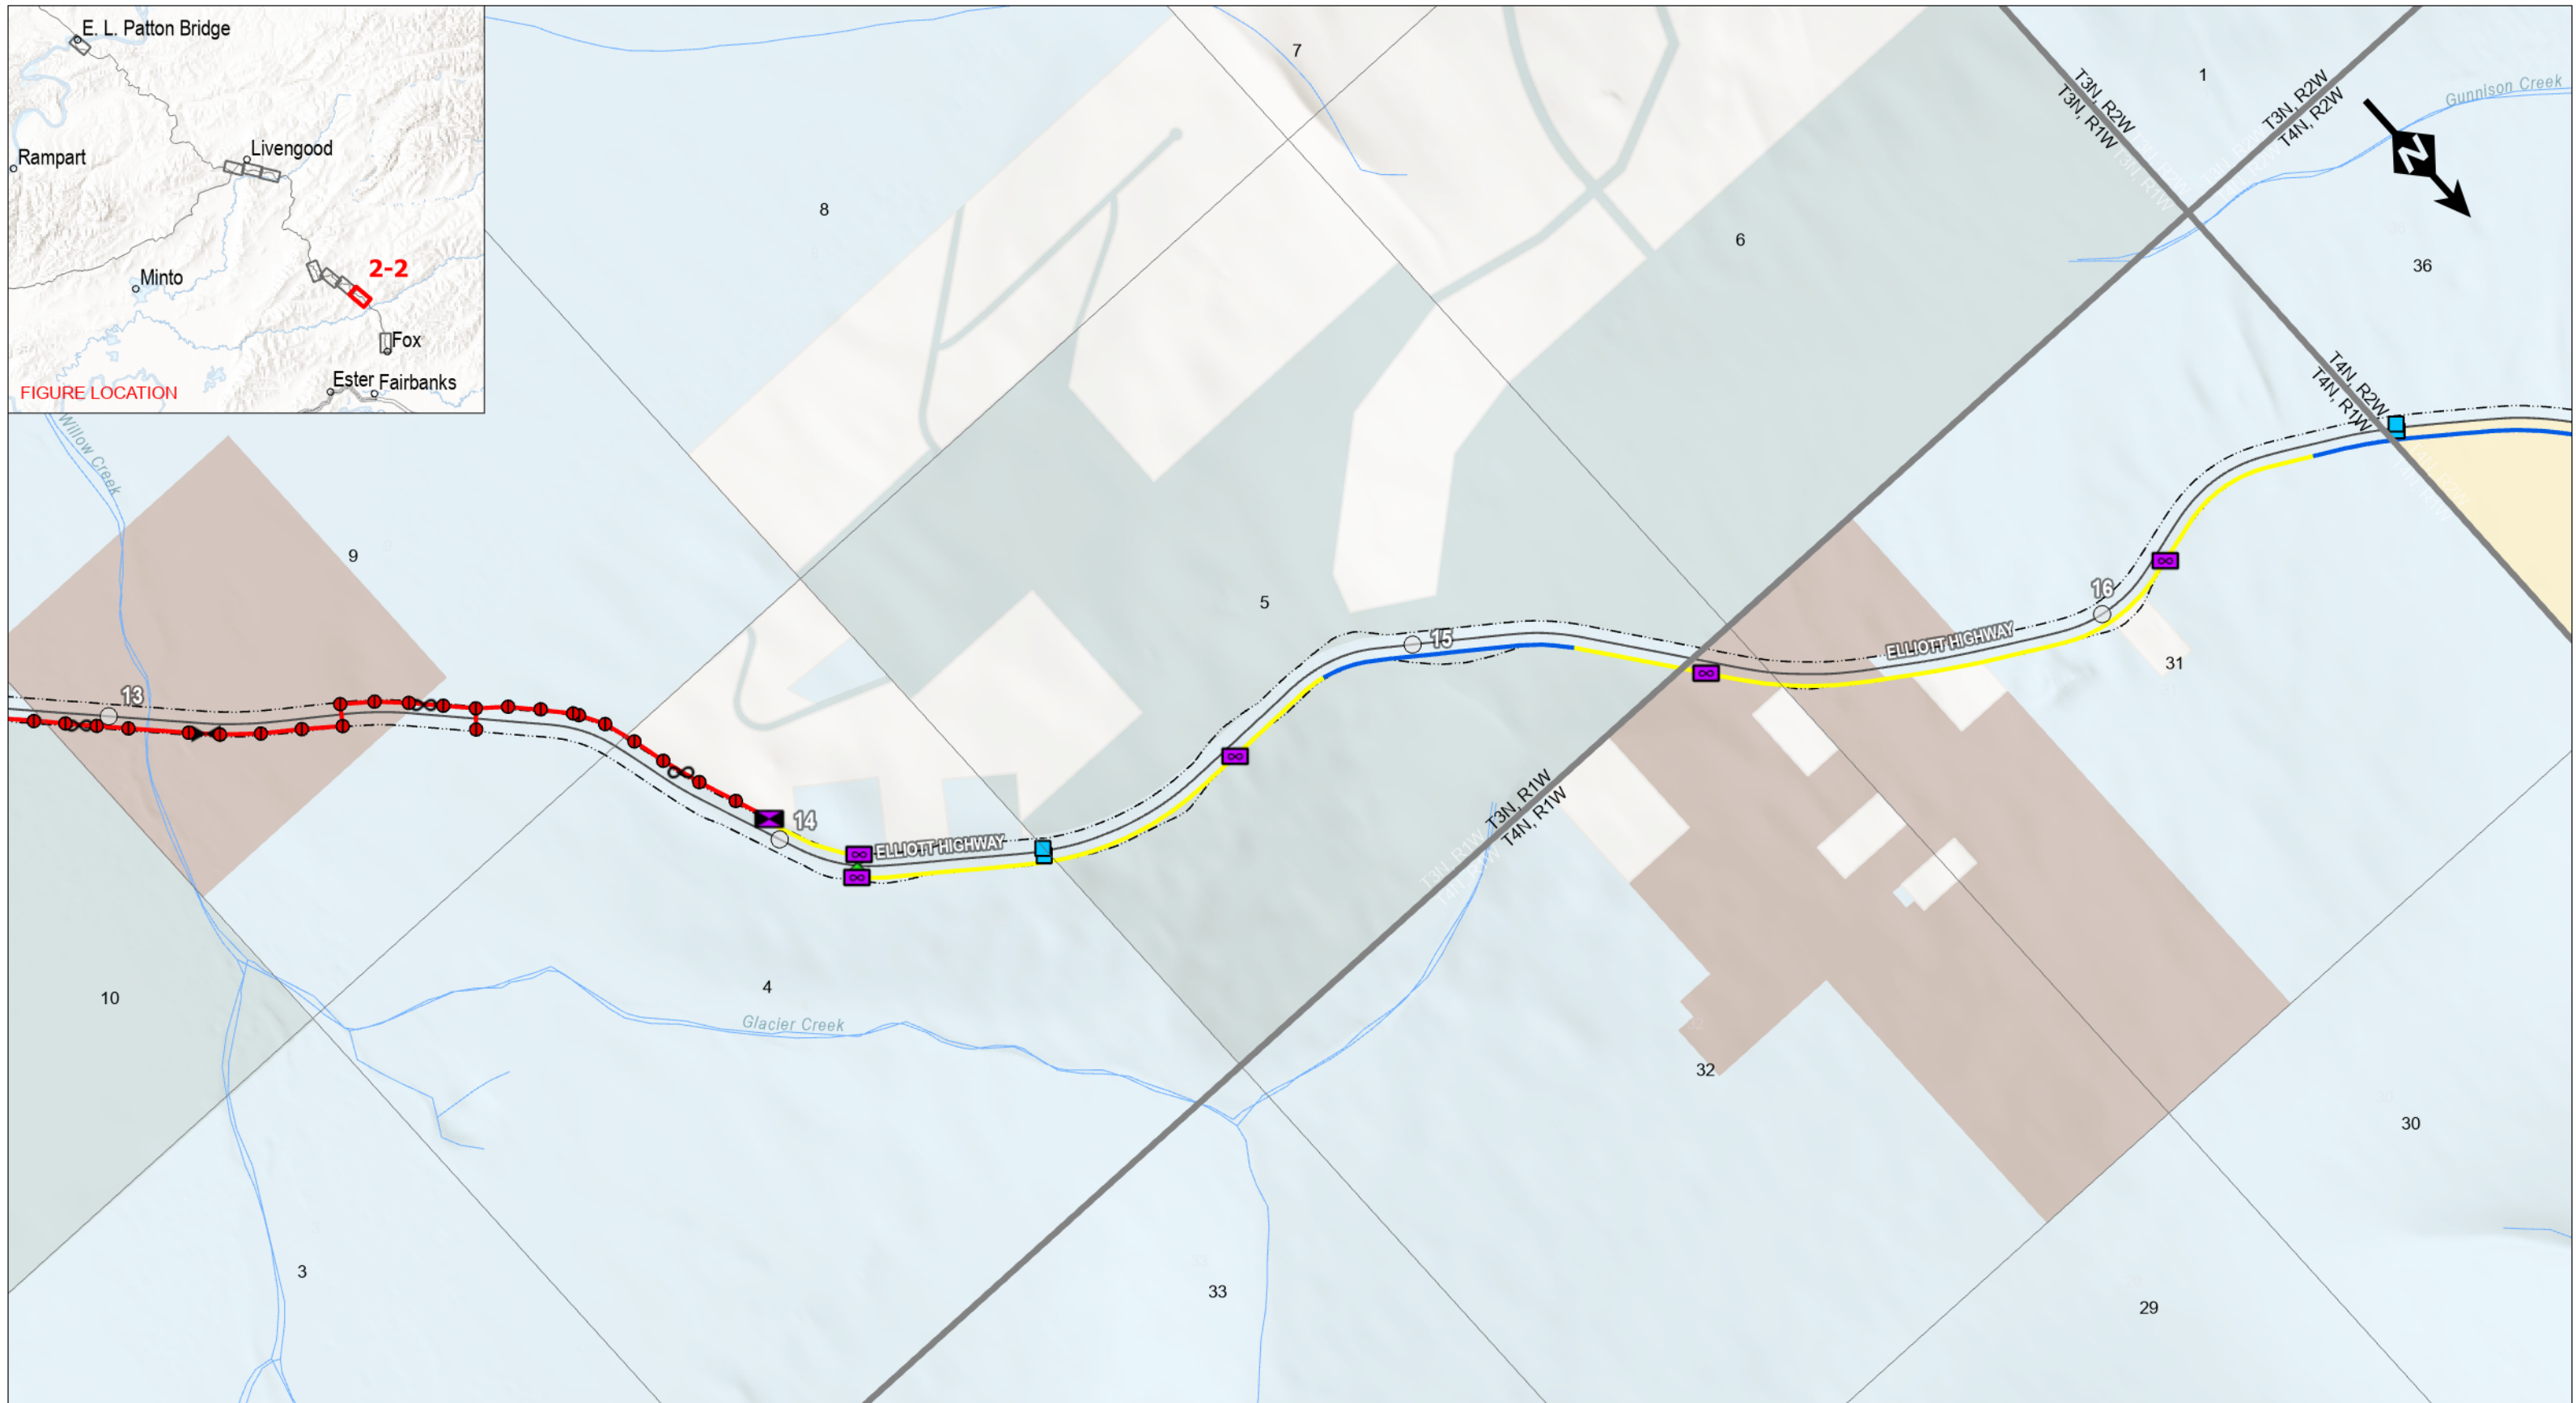 E. L. Patton Bridge
Rampart
Livengood
Minto
2-2
Fox
Ester
Fairbanks
FIGURE LOCATION
7
1
T3N, R2W
T3N, R1W
T3N, R2W
T4N, R2W
Gunnison Creek
N
8
6
36
T4N, R2W
T4N, R1W
Willow Creek
9
5
15
16
ELLIOTT HIGHWAY
31
13
14
ELLIOTT HIGHWAY
T3N, R1W
T4N, R1W
10
4
Glacier Creek
32
30
3
33
29